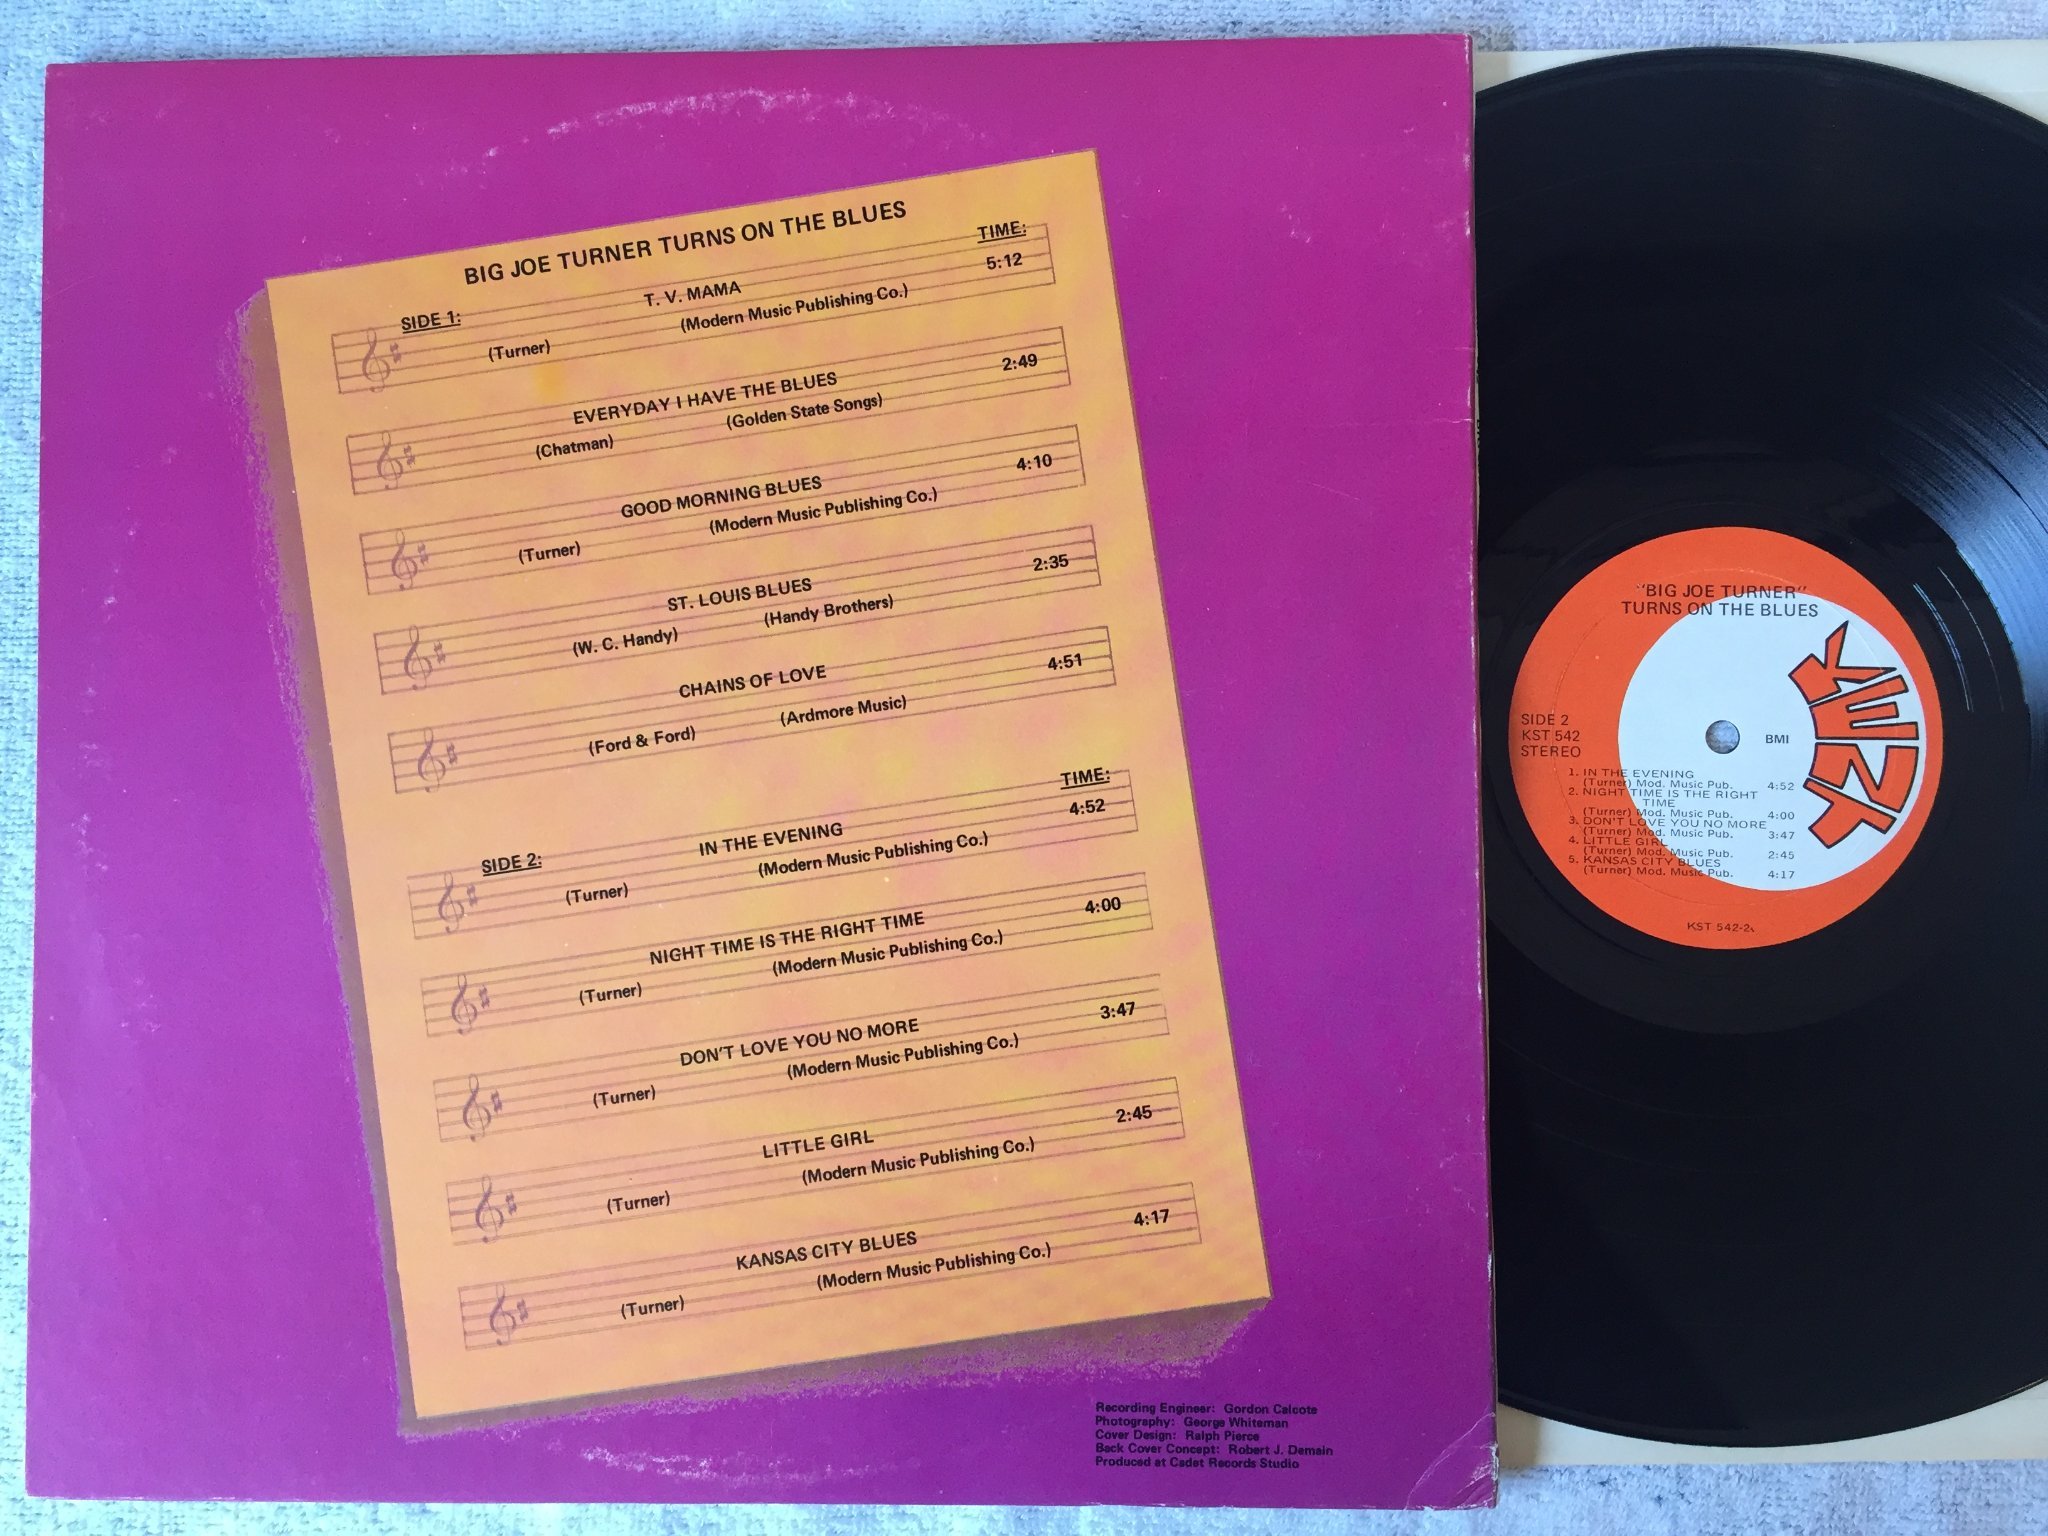 BIG JOE TURNER TURNS ON THE BLUES
TIME:
SIDE 1:
T. V. MAMA
5:12
(Turner)
(Modern Music Publishing Co.)
EVERYDAY I HAVE THE BLUES
2:49
(Chatman)
(Golden State Songs)
GOOD MORNING BLUES
4:10
(Turner)
(Modern Music Publishing Co.)
ST. LOUIS BLUES
2:35
(W. C. Handy)
(Handy Brothers)
CHAINS OF LOVE
4:51
(Ford & Ford)
(Ardmore Music)
TIME:
SIDE 2:
IN THE EVENING
4:52
(Turner)
(Modern Music Publishing Co.)
NIGHT TIME IS THE RIGHT TIME
4:00
(Turner)
(Modern Music Publishing Co.)
DON'T LOVE YOU NO MORE
3:47
(Turner)
(Modern Music Publishing Co.)
LITTLE GIRL
2:45
(Turner)
(Modern Music Publishing Co.)
KANSAS CITY BLUES
4:17
(Turner)
(Modern Music Publishing Co.)
Recording Engineer: Gordon Calcote
Photography: George Whiteman
Cover Design: Ralph Pierce
Back Cover Concept: Robert J. Demain
Produced at Cadet Records Studio
"BIG JOE TURNER"
TURNS ON THE BLUES
KENT
SIDE 2
KST 542
STEREO
BMI
1. IN THE EVENING
(Turner) Mod. Music Pub. 4:52
2. NIGHT TIME IS THE RIGHT
TIME
(Turner) Mod. Music Pub. 4:00
3. DON'T LOVE YOU NO MORE
(Turner) Mod. Music Pub. 3:47
4. LITTLE GIRL
(Turner) Mod. Music Pub. 2:45
5. KANSAS CITY BLUES
(Turner) Mod. Music Pub. 4:17
KST 542-2